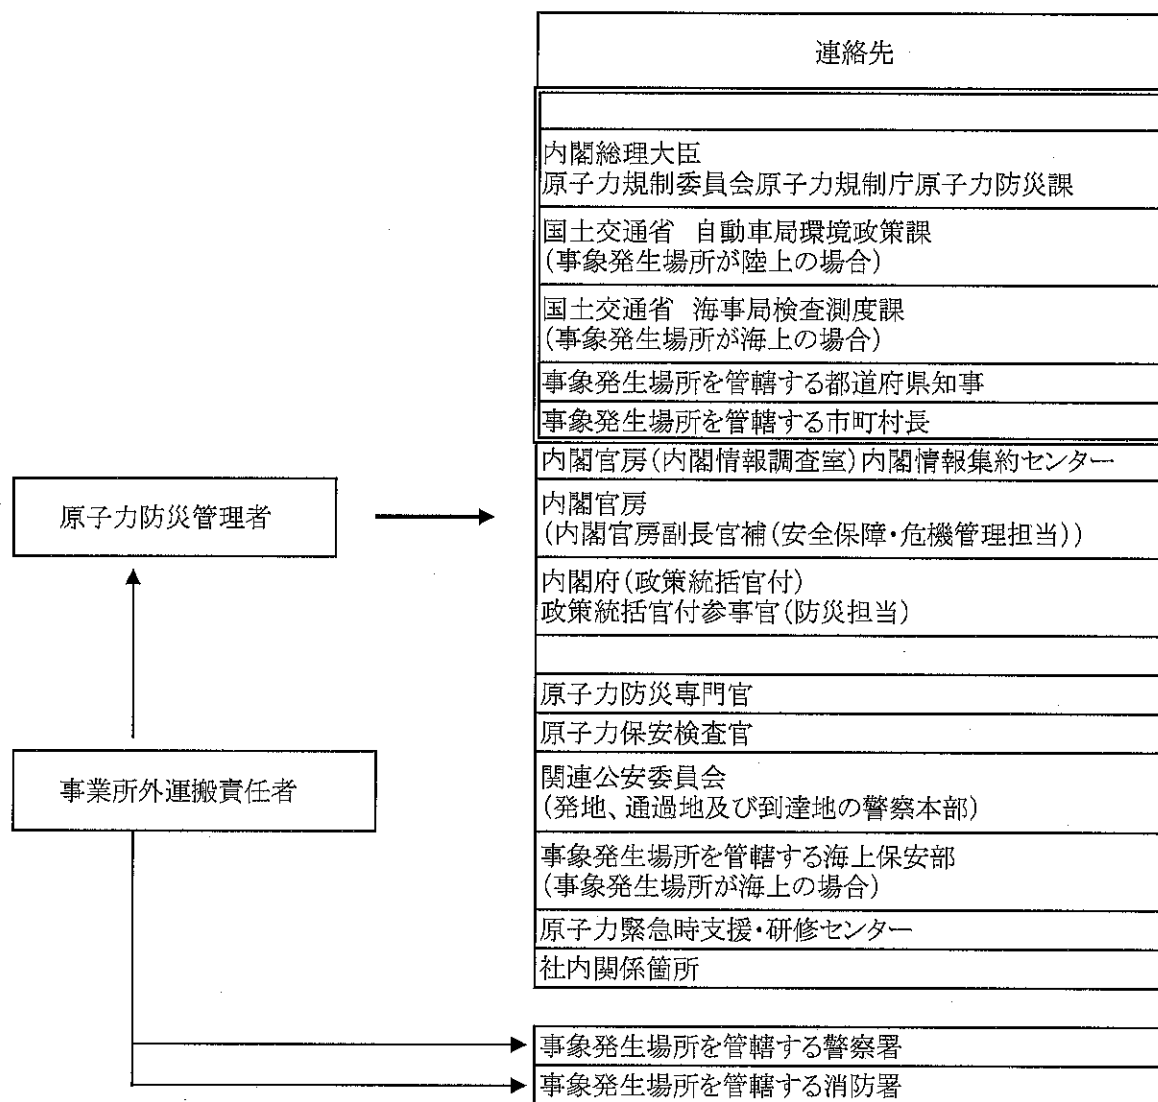 連絡先
内閣総理大臣
原子力規制委員会原子力規制庁原子力防災課
国土交通省 自動車局環境政策課
(事象発生場所が陸上の場合)
国土交通省 海事局検査測度課
(事象発生場所が海上の場合)
事象発生場所を管轄する都道府県知事
事象発生場所を管轄する市町村長
内閣官房(内閣情報調査室)内閣情報集約センター
内閣官房
(内閣官房副長官補(安全保障・危機管理担当))
内閣府(政策統括官付)
政策統括官付参事官(防災担当)
原子力防災専門官
原子力保安検査官
関連公安委員会
(発地、通過地及び到達地の警察本部)
事象発生場所を管轄する海上保安部
(事象発生場所が海上の場合)
原子力緊急時支援・研修センター
社内関係箇所
原子力防災管理者
事業所外運搬責任者
事象発生場所を管轄する警察署
事象発生場所を管轄する消防署